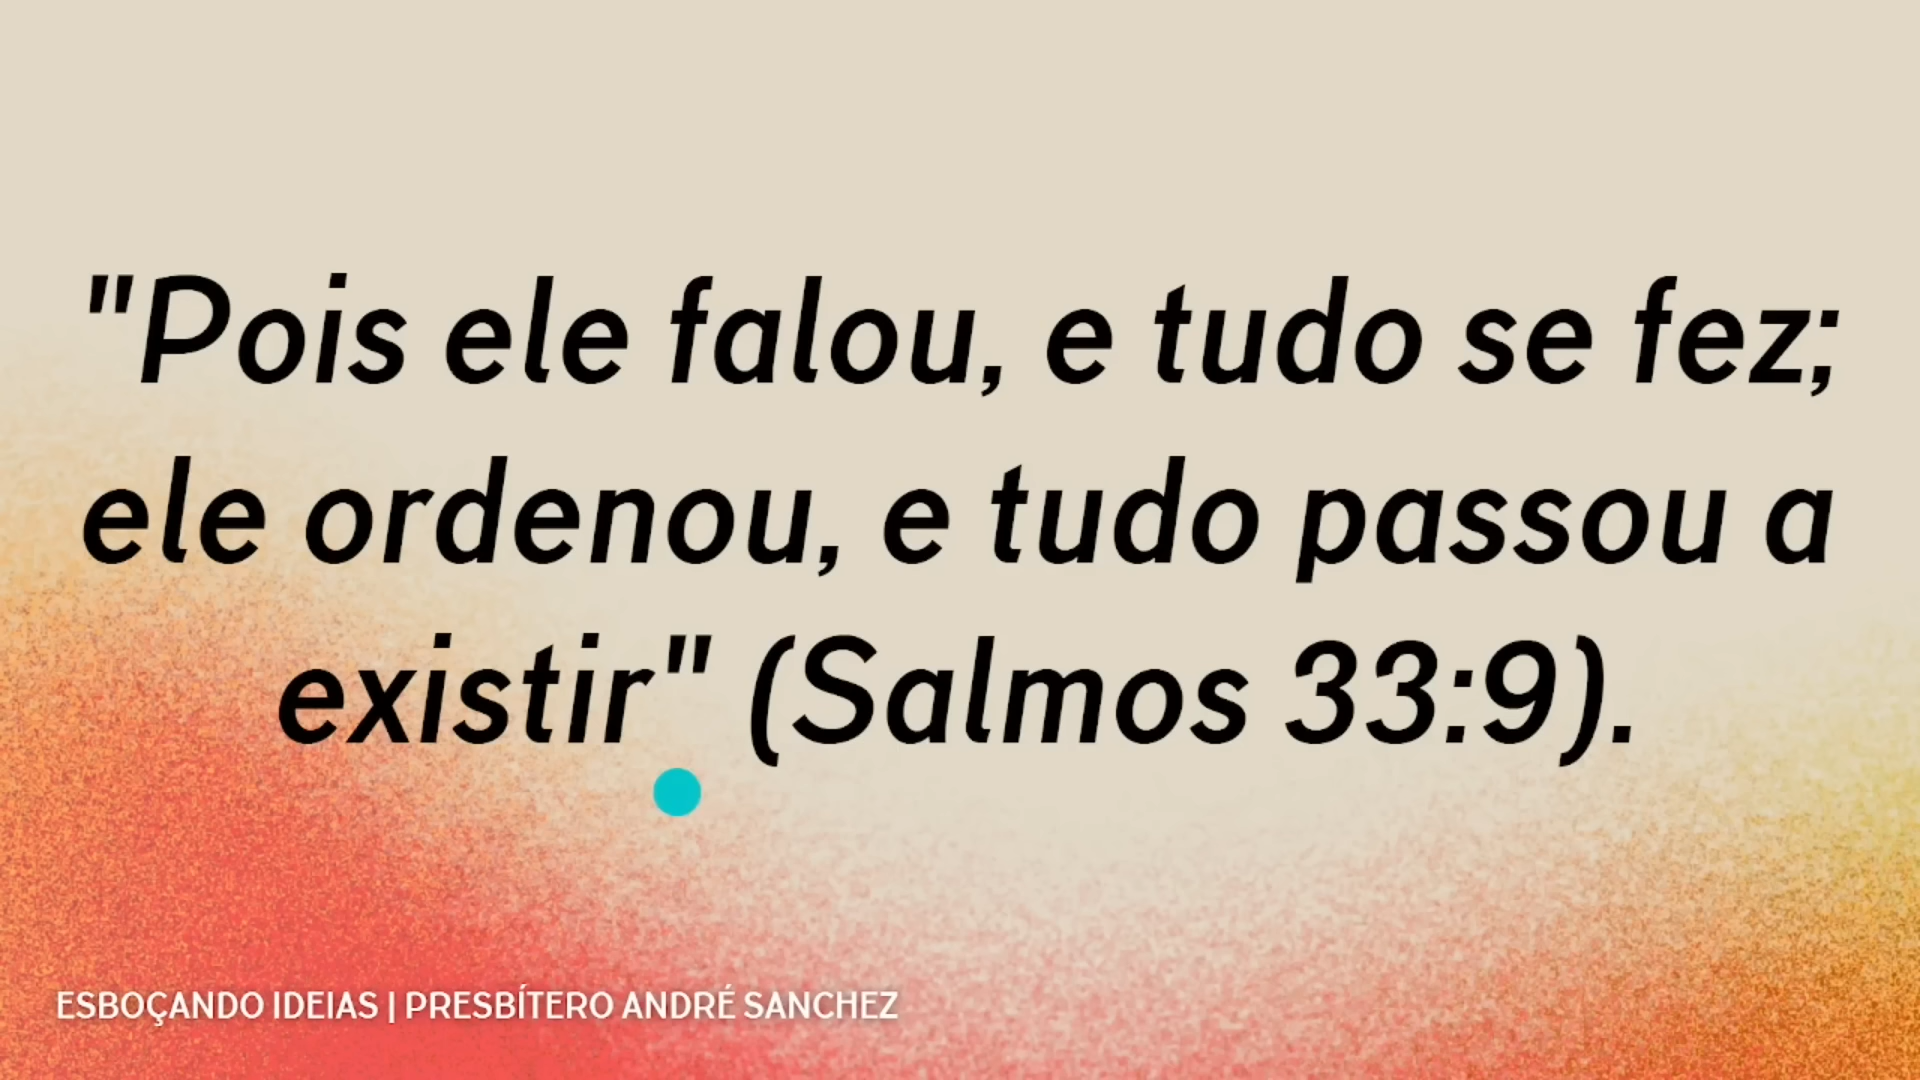 "Pois ele falou, e tudo se fez;
ele ordenou, e tudo passou a
existir" (Salmos 33:9).
ESBOÇANDO IDEIAS | PRESBÍTERO ANDRÉ SANCHEZ